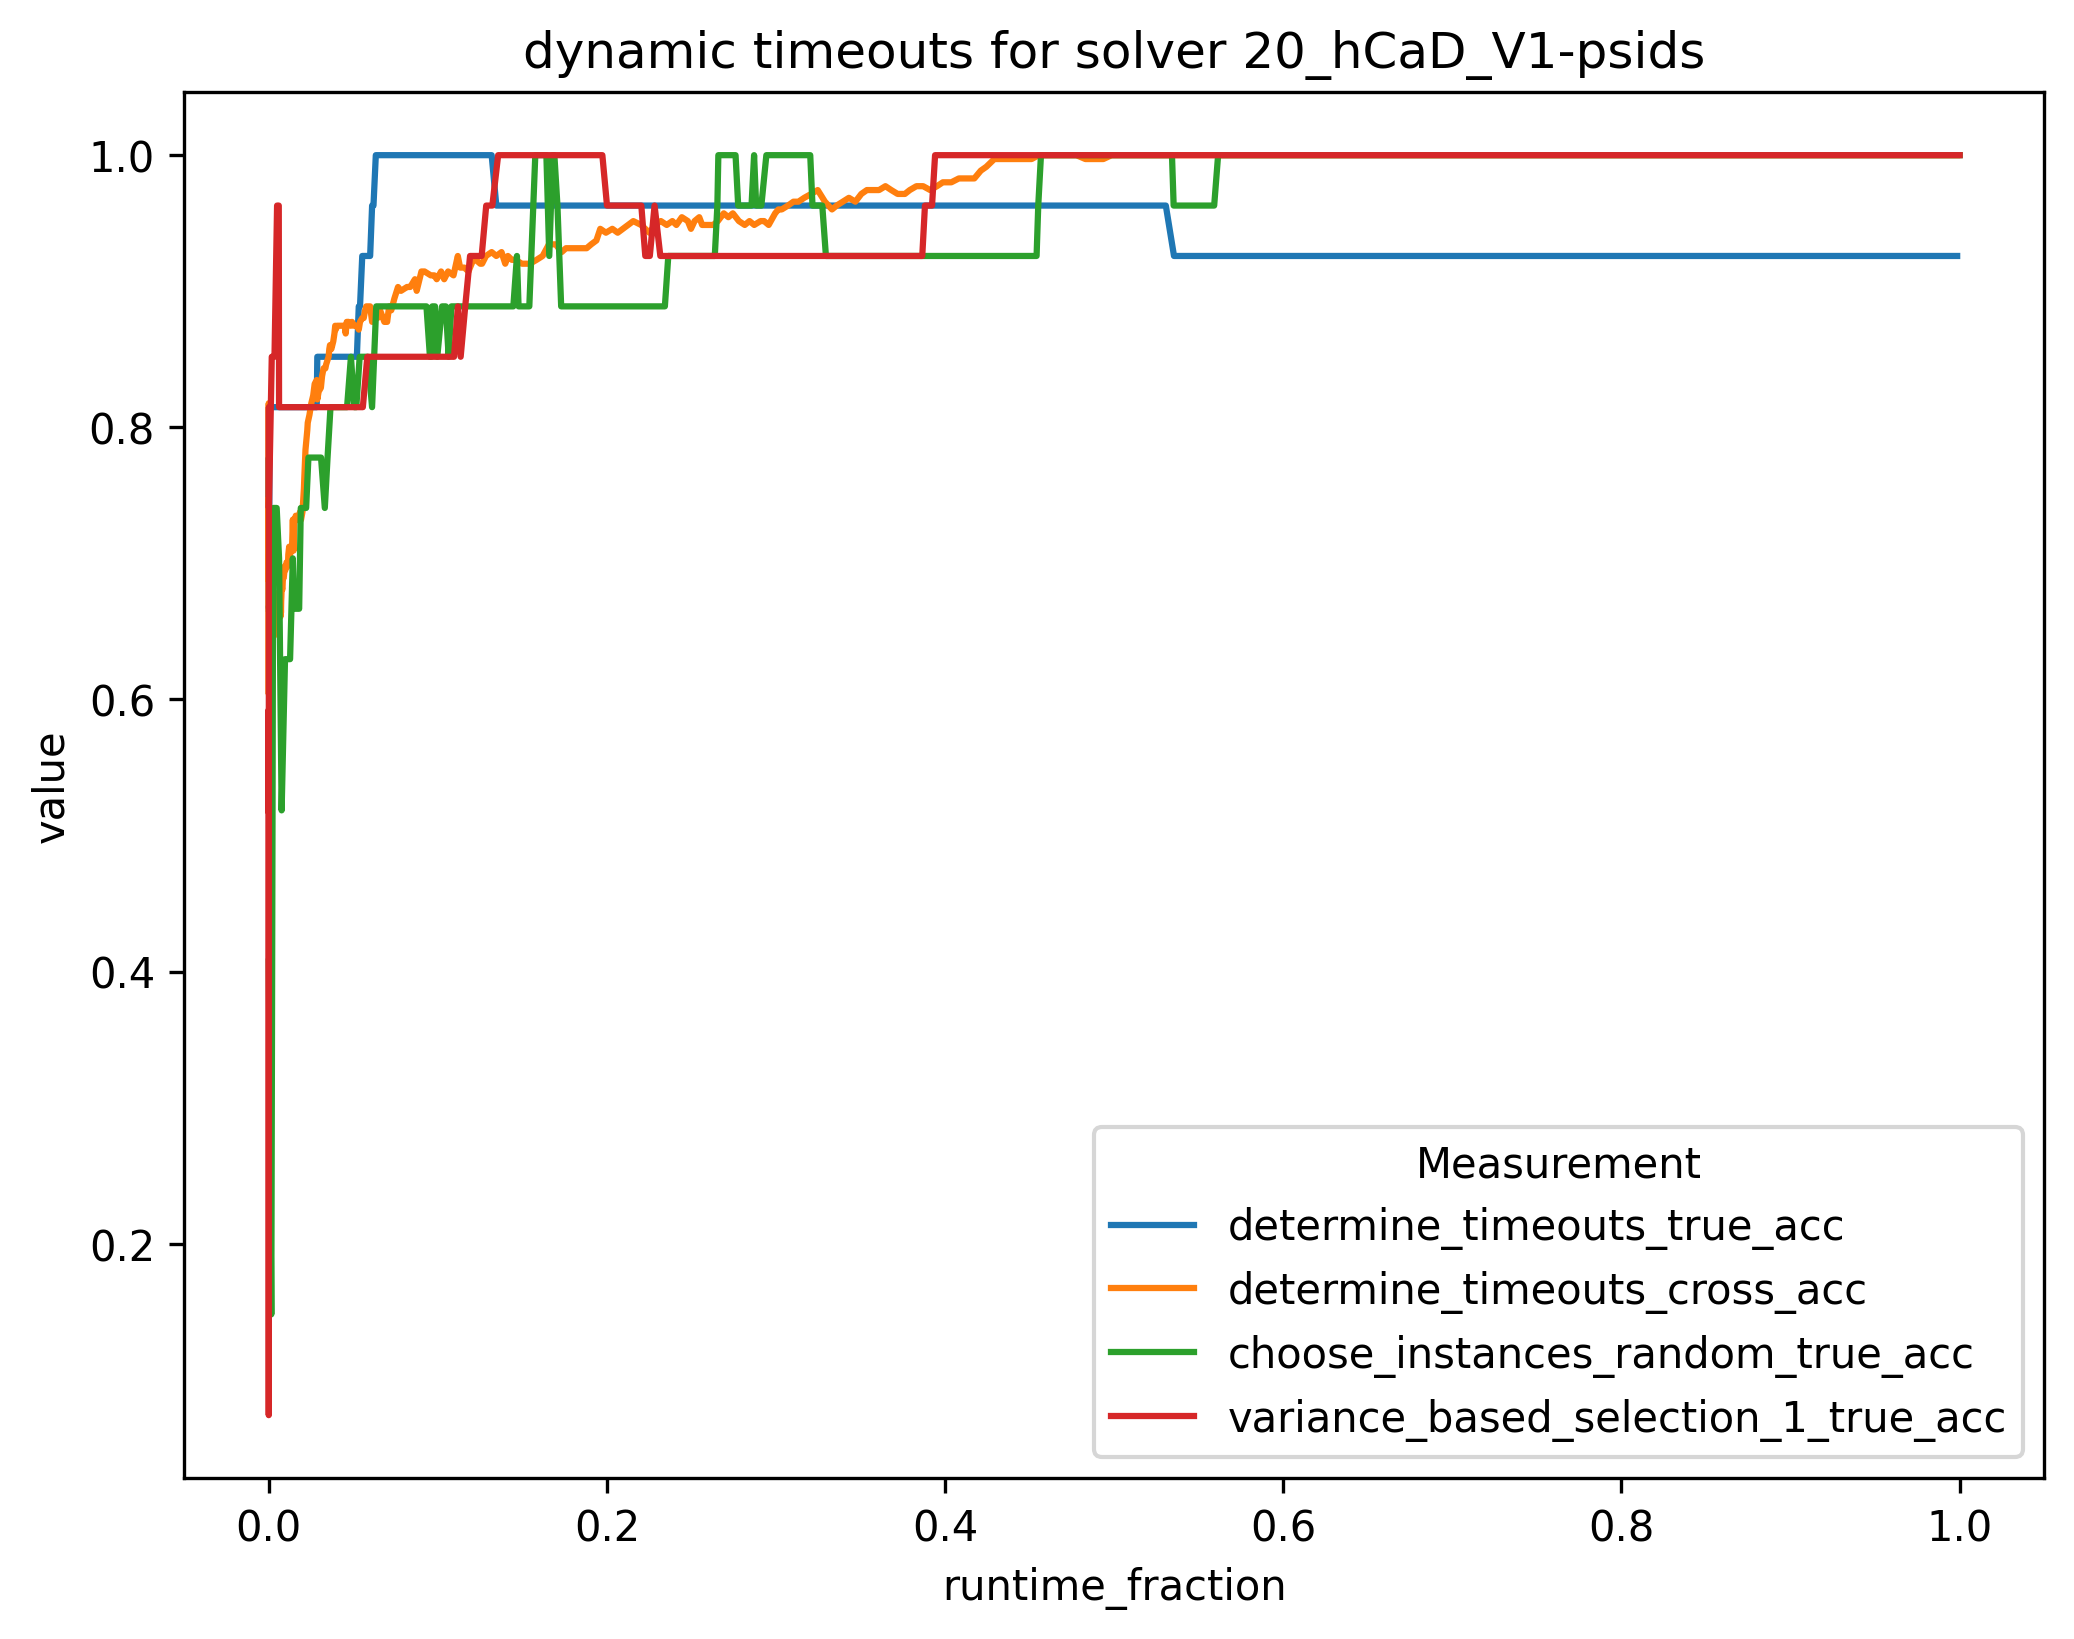 dynamic timeouts for solver 20_hCaD_V1-psids
value
1.0
0.8
0.6
0.4
0.2
0.0 0.2 0.4 0.6 0.8 1.0
runtime_fraction
Measurement
determine_timeouts_true_acc
determine_timeouts_cross_acc
choose_instances_random_true_acc
variance_based_selection_1_true_acc